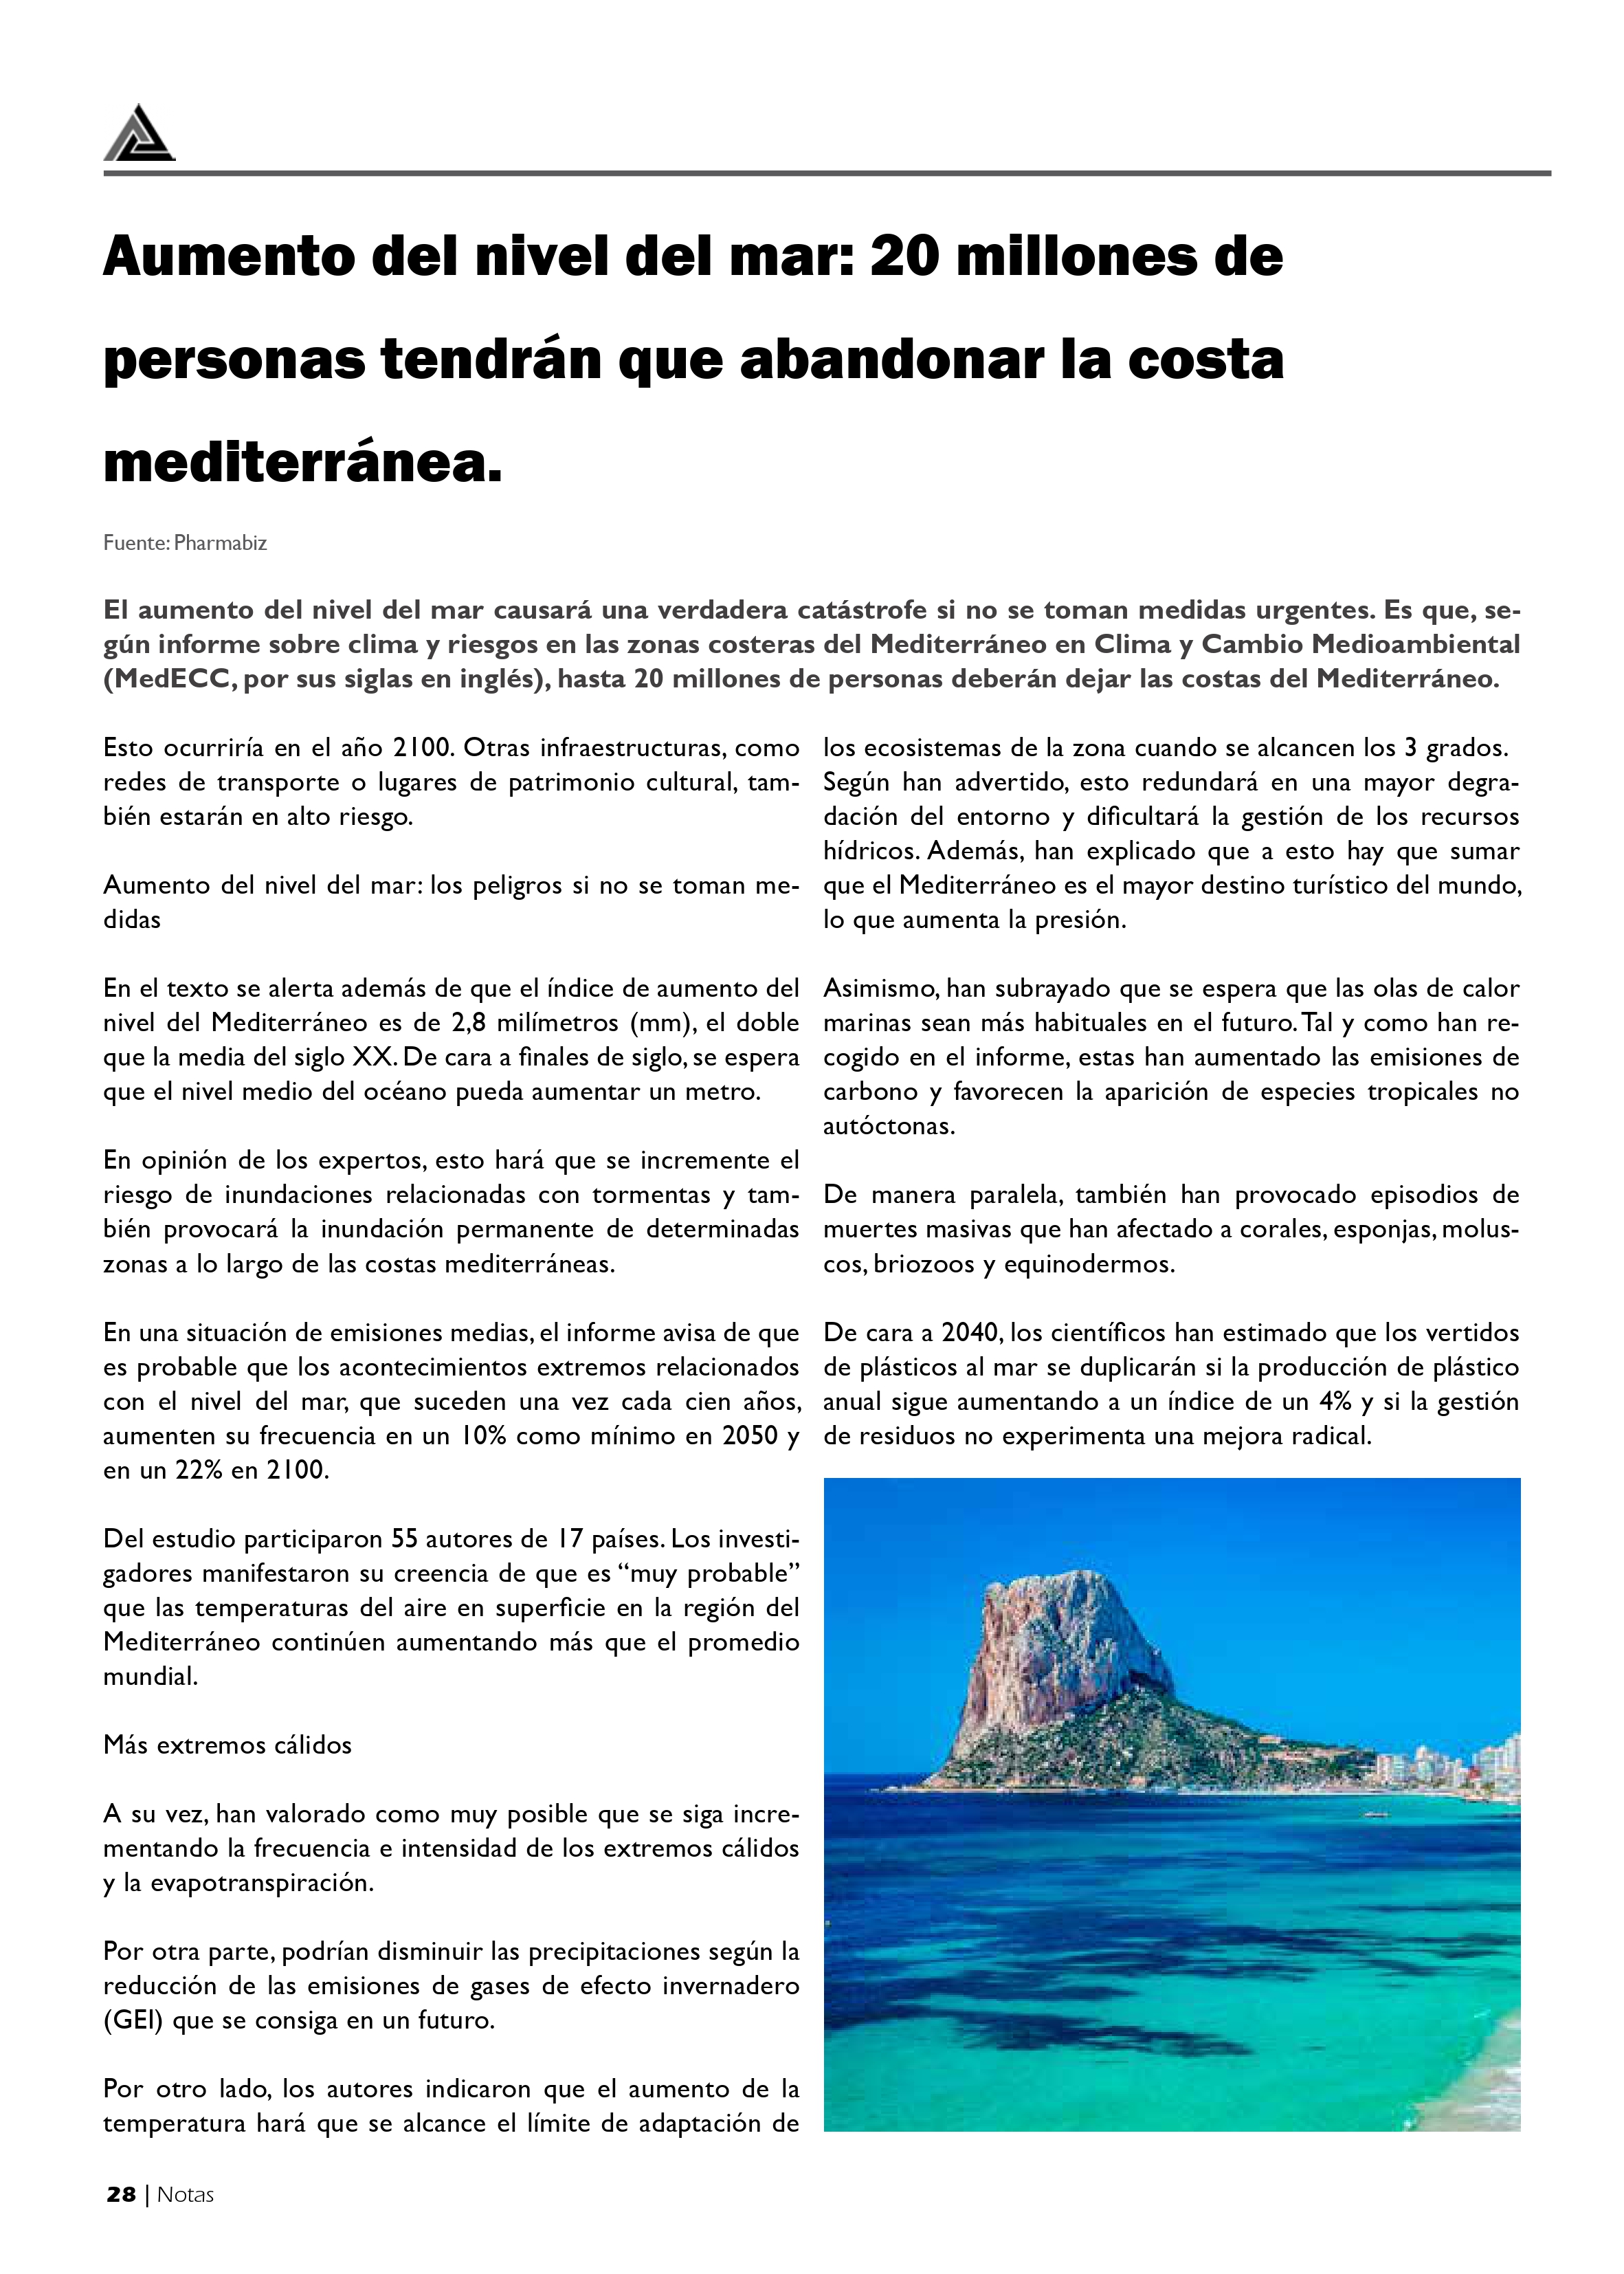 Aumento del nivel del mar: 20 millones de
personas tendrán que abandonar la costa
mediterránea.
Fuente: Pharmabiz
El aumento del nivel del mar causará una verdadera catástrofe si no se toman medidas urgentes. Es que, se-
gún informe sobre clima y riesgos en las zonas costeras del Mediterráneo en Clima y Cambio Medioambiental
(MedECC, por sus siglas en inglés), hasta 20 millones de personas deberán dejar las costas del Mediterráneo.
Esto ocurriría en el año 2100. Otras infraestructuras, como
redes de transporte o lugares de patrimonio cultural, tam-
bién estarán en alto riesgo.
Aumento del nivel del mar: los peligros si no se toman me-
didas
En el texto se alerta además de que el índice de aumento del
nivel del Mediterráneo es de 2,8 milímetros (mm), el doble
que la media del siglo XX. De cara a finales de siglo, se espera
que el nivel medio del océano pueda aumentar un metro.
En opinión de los expertos, esto hará que se incremente el
riesgo de inundaciones relacionadas con tormentas y tam-
bién provocará la inundación permanente de determinadas
zonas a lo largo de las costas mediterráneas.
En una situación de emisiones medias, el informe avisa de que
es probable que los acontecimientos extremos relacionados
con el nivel del mar, que suceden una vez cada cien años,
aumenten su frecuencia en un 10% como mínimo en 2050 y
en un 22% en 2100.
Del estudio participaron 55 autores de 17 países. Los investi-
gadores manifestaron su creencia de que es “muy probable”
que las temperaturas del aire en superficie en la región del
Mediterráneo continúen aumentando más que el promedio
mundial.
Más extremos cálidos
A su vez, han valorado como muy posible que se siga incre-
mentando la frecuencia e intensidad de los extremos cálidos
y la evapotranspiración.
Por otra parte, podrían disminuir las precipitaciones según la
reducción de las emisiones de gases de efecto invernadero
(GEI) que se consiga en un futuro.
Por otro lado, los autores indicaron que el aumento de la
temperatura hará que se alcance el límite de adaptación de
los ecosistemas de la zona cuando se alcancen los 3 grados.
Según han advertido, esto redundará en una mayor degra-
dación del entorno y dificultará la gestión de los recursos
hídricos. Además, han explicado que a esto hay que sumar
que el Mediterráneo es el mayor destino turístico del mundo,
lo que aumenta la presión.
Asimismo, han subrayado que se espera que las olas de calor
marinas sean más habituales en el futuro. Tal y como han re-
cogido en el informe, estas han aumentado las emisiones de
carbono y favorecen la aparición de especies tropicales no
autóctonas.
De manera paralela, también han provocado episodios de
muertes masivas que han afectado a corales, esponjas, molus-
cos, briozoos y equinodermos.
De cara a 2040, los científicos han estimado que los vertidos
de plásticos al mar se duplicarán si la producción de plástico
anual sigue aumentando a un índice de un 4% y si la gestión
de residuos no experimenta una mejora radical.
28 | Notas